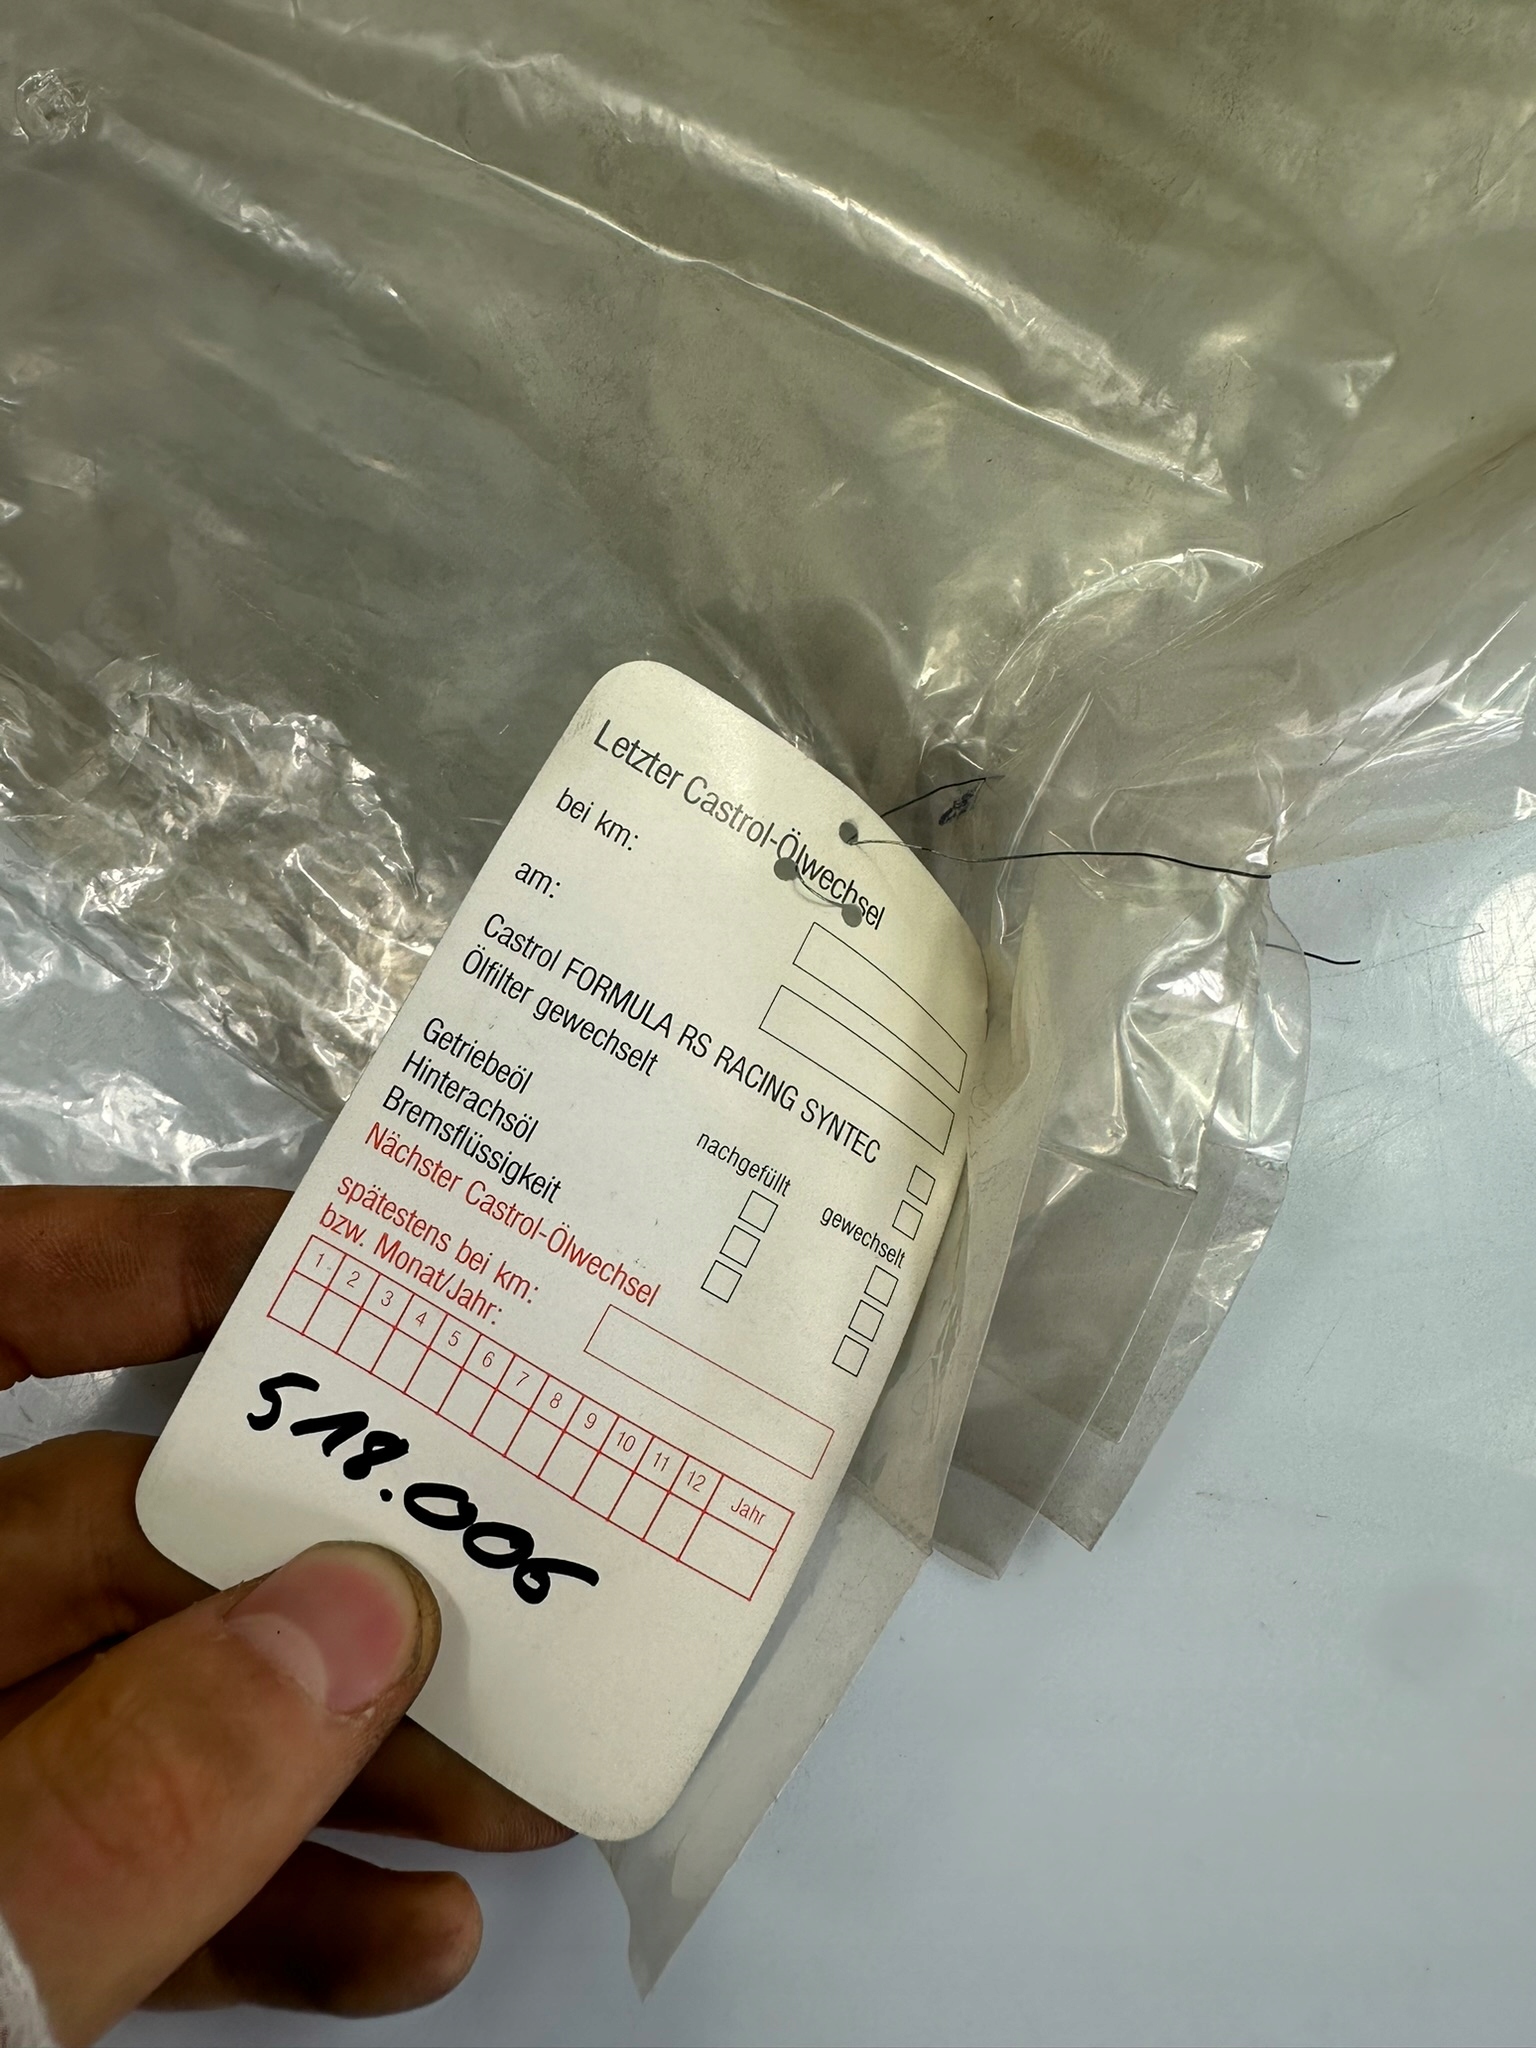 Letzter Castrol-Ölwechsel
bei km:
am:
Castrol FORMULA RS RACING SYNTEC
Ölfilter gewechselt
nachgefüllt gewechselt
Getriebeöl
Hinterachsöl
Bremsflüssigkeit
Nächster Castrol-Ölwechsel
spätestens bei km:
bzw. Monat/Jahr:
1 2 3 4 5 6 7 8 9 10 11 12 Jahr
518.006